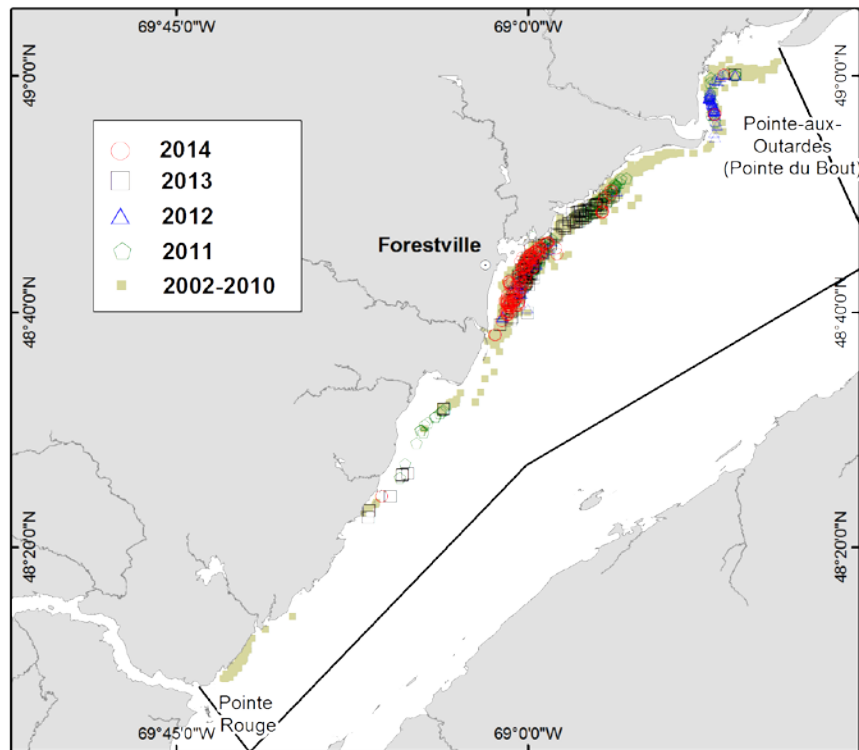 69°45'0"W
69°0'0"W
49°0'0"N
49°0'0"N
Pointe-aux-
Outardes
(Pointe du Bout)
2014
2013
2012
2011
2002-2010
Forestville
48°40'0"N
48°40'0"N
48°20'0"N
48°20'0"N
Pointe
Rouge
69°45'0"W
69°0'0"W